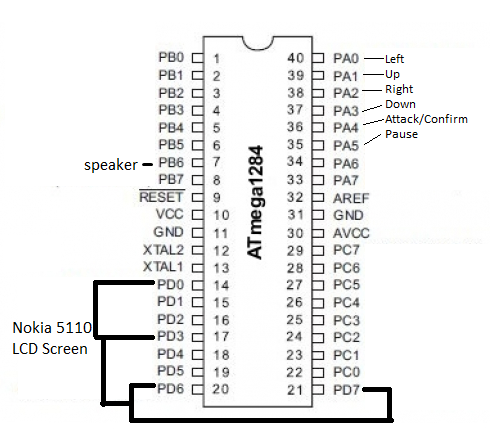 PB0 1 40 PA0 Left
PB1 2 39 PA1 Up
PB2 3 38 PA2 Right
PB3 4 37 PA3 Down
PB4 5 36 PA4 Attack/Confirm
PB5 6 35 PA5 Pause
speaker PB6 7 34 PA6
PB7 8 33 PA7
RESET 9 32 AREF
VCC 10 31 GND
GND 11 30 AVCC
XTAL2 12 29 PC7
XTAL1 13 28 PC6
PD0 14 27 PC5
PD1 15 26 PC4
PD2 16 25 PC3
Nokia 5110 PD3 17 24 PC2
LCD Screen PD4 18 23 PC1
PD5 19 22 PC0
PD6 20 21 PD7
ATmega1284